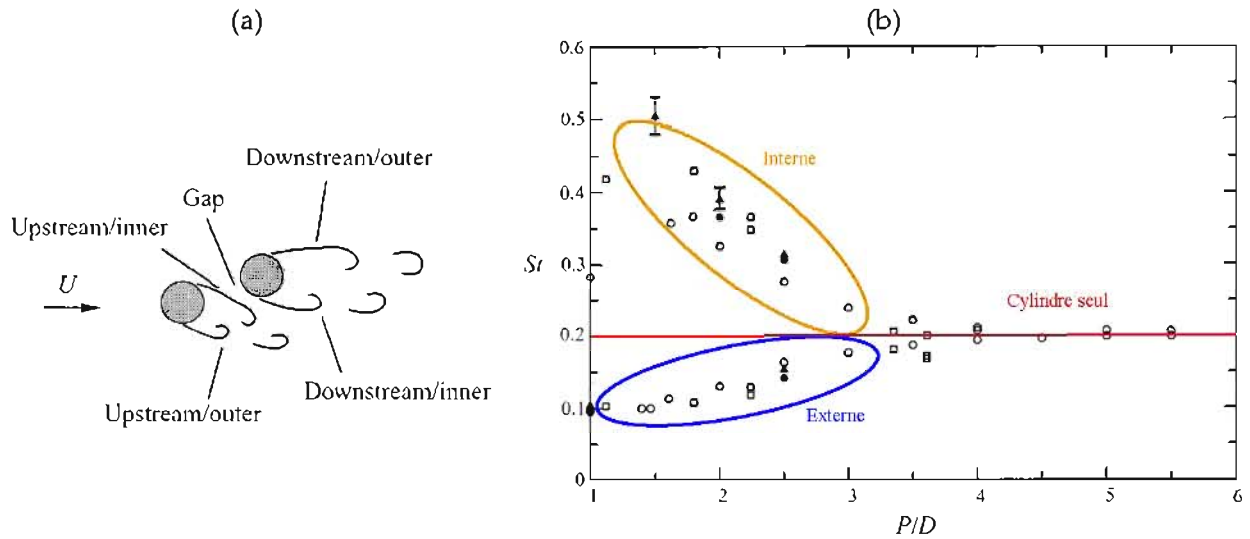 (a)
Downstream/outer
Gap
Upstream/inner
U
Downstream/inner
Upstream/outer
(b)
0.6
0.5
0.4
0.3
0.2
0.1
0
St
Interne
Cylindre seul
Externe
1 2 3 4 5 6
P/D